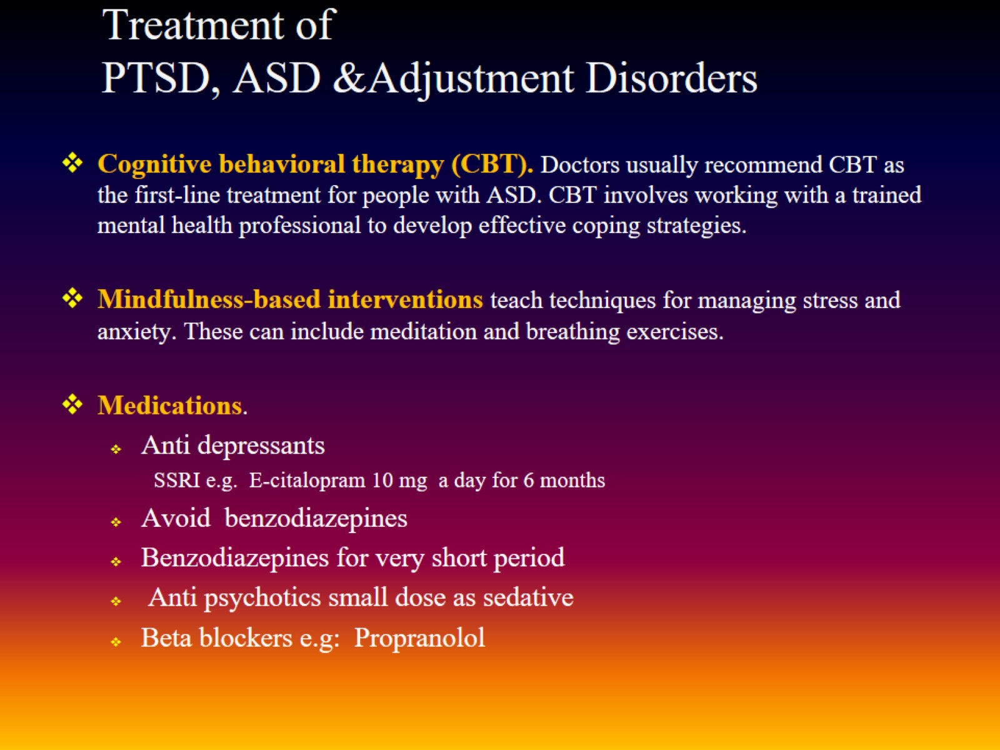 Treatment of
PTSD, ASD &Adjustment Disorders
Cognitive behavioral therapy (CBT). Doctors usually recommend CBT as
the first-line treatment for people with ASD. CBT involves working with a trained
mental health professional to develop effective coping strategies.
Mindfulness-based interventions teach techniques for managing stress and
anxiety. These can include meditation and breathing exercises.
Medications.
Anti depressants
SSRI e.g. E-citalopram 10 mg a day for 6 months
Avoid benzodiazepines
Benzodiazepines for very short period
Anti psychotics small dose as sedative
Beta blockers e.g: Propranolol